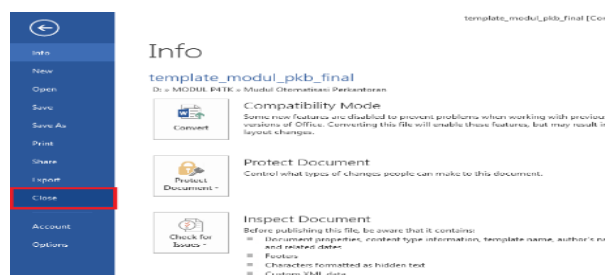 template_modul_pkb_final [Con
Info
Info
New
Open
Save
Save As
Print
Share
Export
Close
Account
Options
template_modul_pkb_final
D: » MODUL P4TK » Modul Otomatisasi Perkantoran
Convert
Compatibility Mode
Some new features are disabled to prevent problems when working with previous
versions of Office. Converting this file will enable these features, but may result in
layout changes.
Protect
Document
Protect Document
Control what types of changes people can make to this document.
Check for
Issues
Inspect Document
Before publishing this file, be aware that it contains:
Document properties, content type information, template name, author's na
and related dates
Footers
Characters formatted as hidden text
Custom XML data